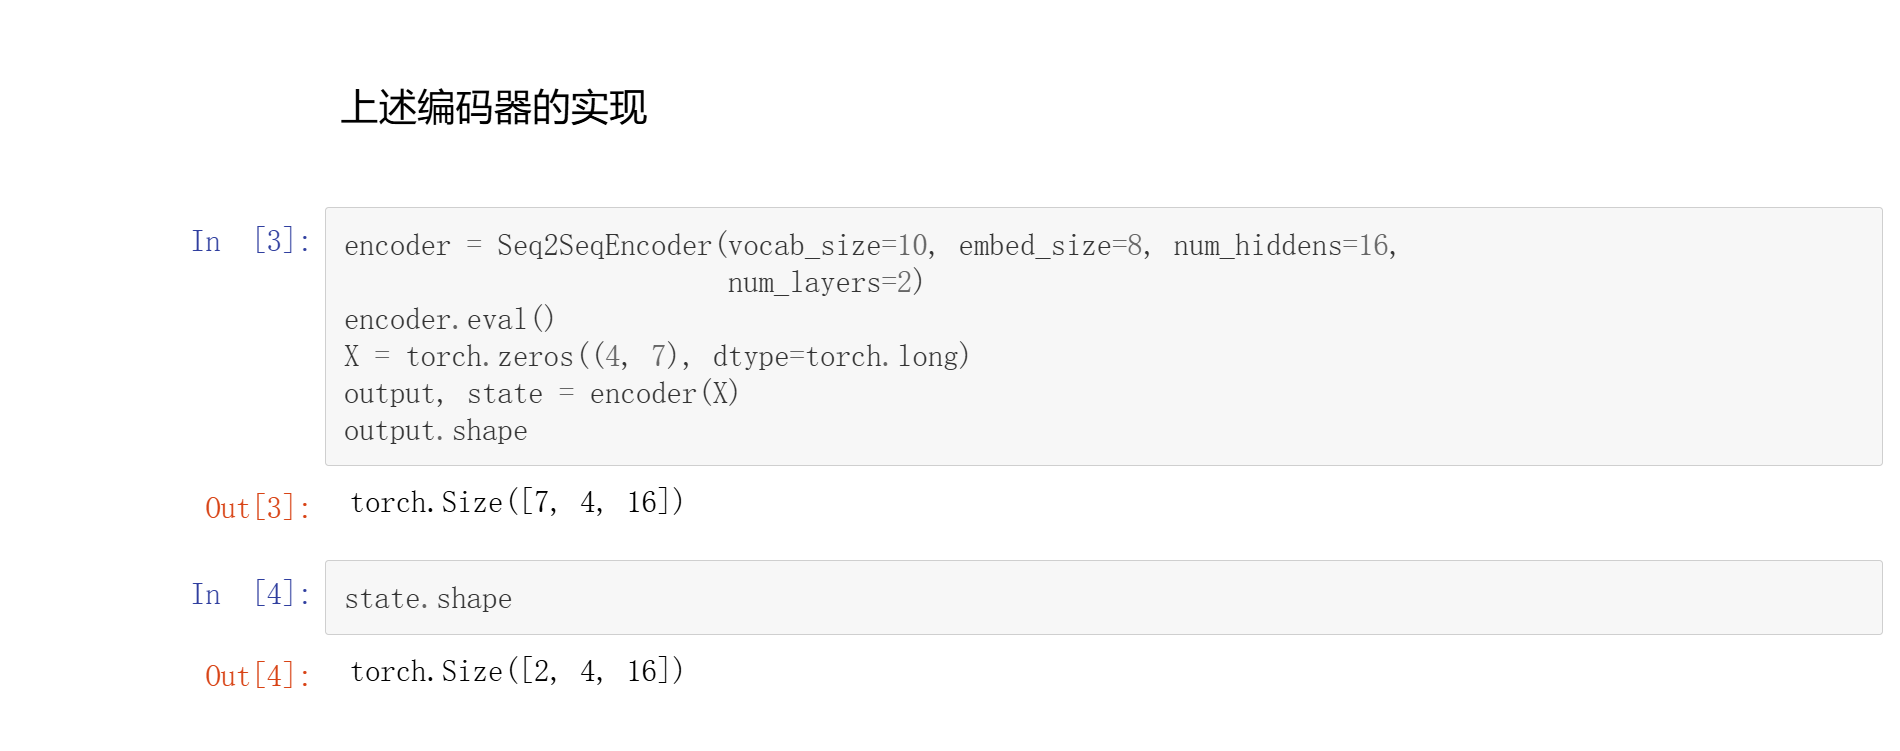 上述编码器的实现
In [3]: encoder = Seq2SeqEncoder(vocab_size=10, embed_size=8, num_hiddens=16,
num_layers=2)
encoder.eval()
X = torch.zeros((4, 7), dtype=torch.long)
output, state = encoder(X)
output.shape
Out[3]: torch.Size([7, 4, 16])
In [4]: state.shape
Out[4]: torch.Size([2, 4, 16])